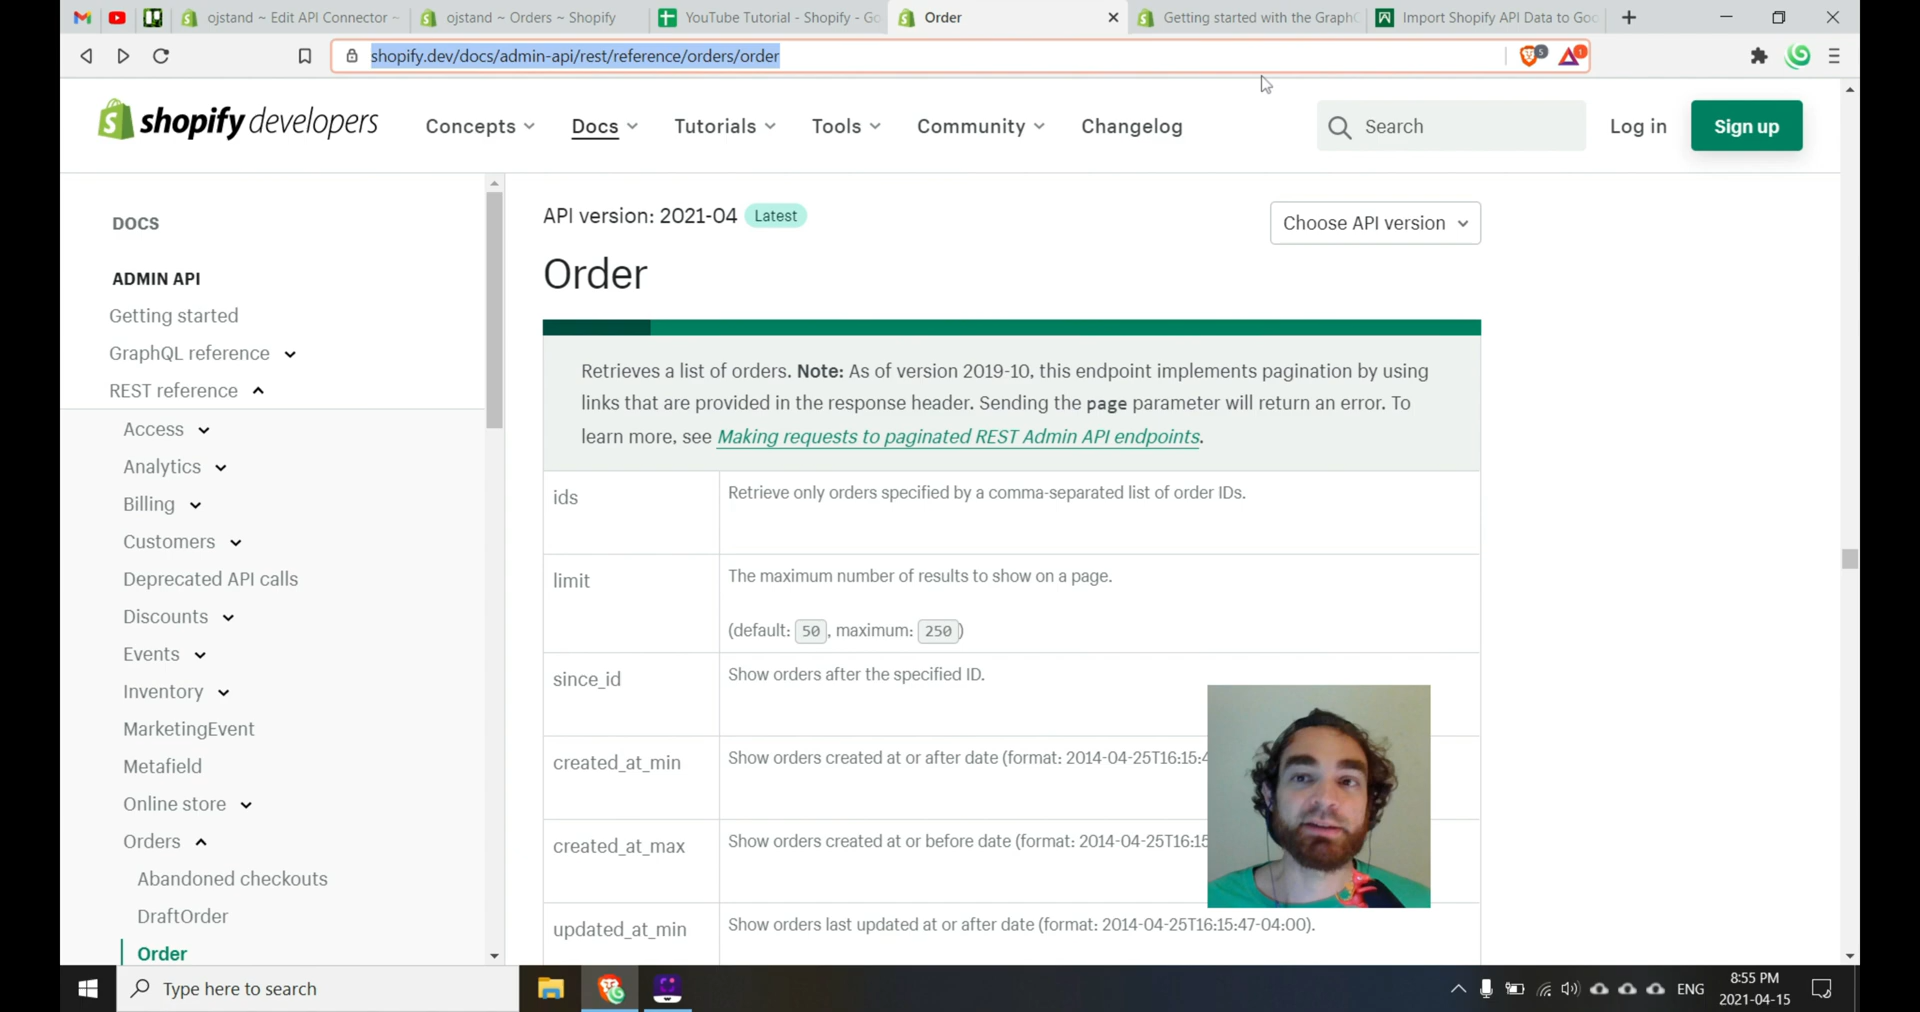 ojstand ~ Edit API Connector ~
ojstand ~ Orders ~ Shopify
YouTube Tutorial - Shopify - Go
Order
Getting started with the GraphQ
Import Shopify API Data to Goo
shopify.dev/docs/admin-api/rest/reference/orders/order
5
1
shopify developers
Concepts
Docs
Tutorials
Tools
Community
Changelog
Search
Log in
Sign up
DOCS
ADMIN API
Getting started
GraphQL reference
REST reference
Access
Analytics
Billing
Customers
Deprecated API calls
Discounts
Events
Inventory
MarketingEvent
Metafield
Online store
Orders
Abandoned checkouts
DraftOrder
Order
API version: 2021-04 Latest
Choose API version
Order
Retrieves a list of orders. Note: As of version 2019-10, this endpoint implements pagination by using
links that are provided in the response header. Sending the page parameter will return an error. To
learn more, see Making requests to paginated REST Admin API endpoints.
ids
Retrieve only orders specified by a comma-separated list of order IDs.
limit
The maximum number of results to show on a page.
(default: 50, maximum: 250)
since_id
Show orders after the specified ID.
created_at_min
Show orders created at or after date (format: 2014-04-25T16:15:4
created_at_max
Show orders created at or before date (format: 2014-04-25T16:15
updated_at_min
Show orders last updated at or after date (format: 2014-04-25T16:15:47-04:00).
Type here to search
ENG
8:55 PM
2021-04-15